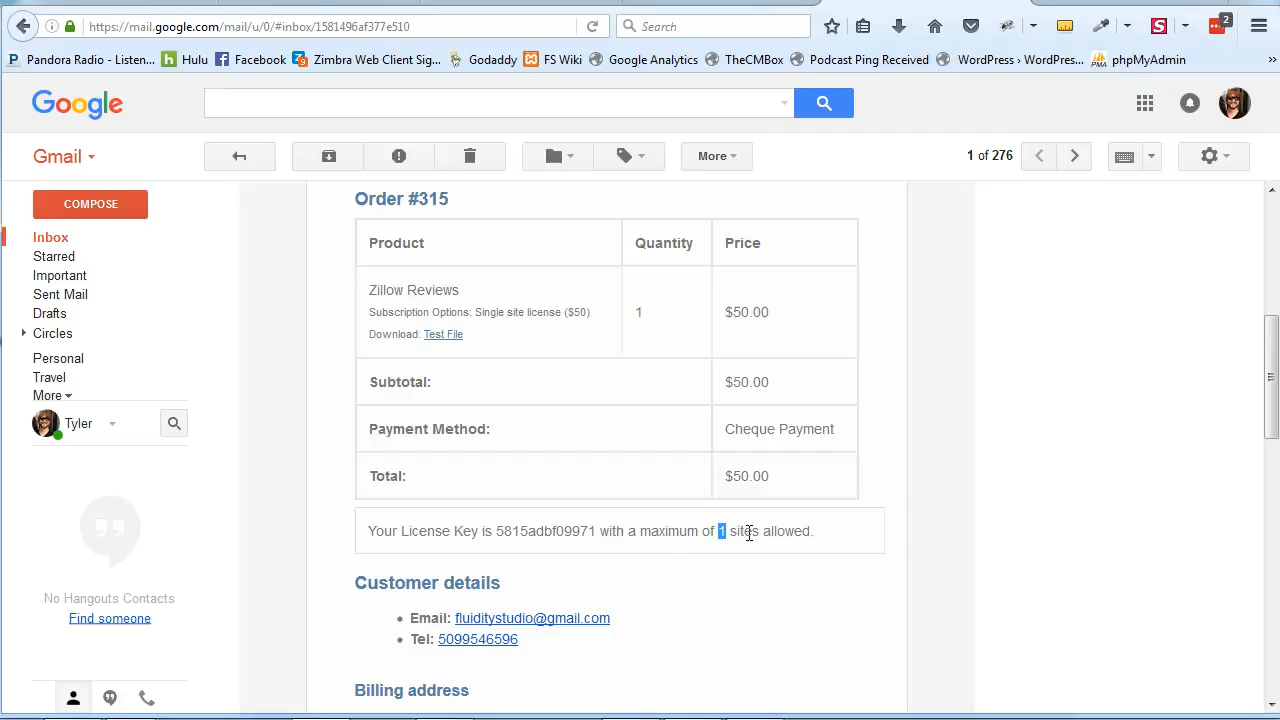 https://mail.google.com/mail/u/0/#inbox/1581496af377e510
Search
2
Pandora Radio - Listen...
Hulu
Facebook
Zimbra Web Client Sig...
Godaddy
FS Wiki
Google Analytics
TheCMBox
Podcast Ping Received
WordPress › WordPress...
phpMyAdmin
Google
Gmail
More
1 of 276
COMPOSE
Inbox
Starred
Important
Sent Mail
Drafts
Circles
Personal
Travel
More
Tyler
No Hangouts Contacts
Find someone
Order #315
Product Quantity Price
Zillow Reviews
Subscription Options: Single site license ($50)
Download: Test File
1
$50.00
Subtotal: $50.00
Payment Method: Cheque Payment
Total: $50.00
Your License Key is 5815adbf09971 with a maximum of 1 sites allowed.
Customer details
Email: fluiditystudio@gmail.com
Tel: 5099546596
Billing address